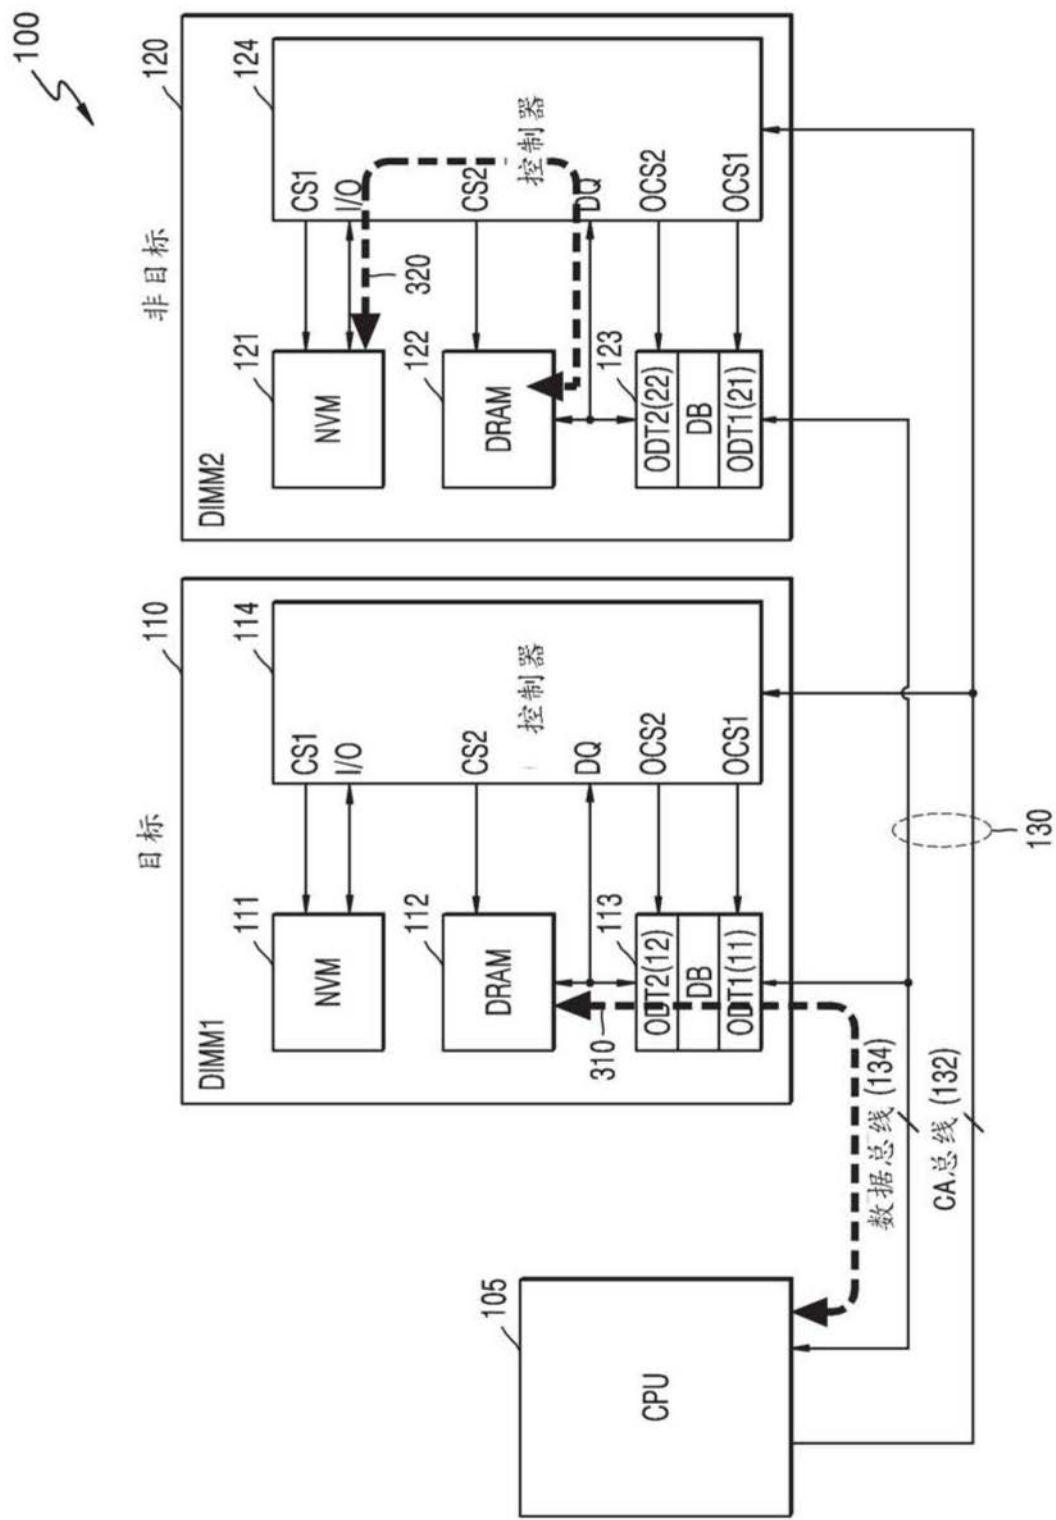 100
目标
非目标
110
120
DIMM1
DIMM2
111
114
121
124
NVM
CS1
I/O
NVM
CS1
I/O
320
112
CS2
122
CS2
DRAM
控制器
DRAM
控制器
310
113
DQ
123
DQ
105
ODT2(12)
OCS2
ODT2(22)
OCS2
CPU
DB
DB
ODT1(11)
OCS1
ODT1(21)
OCS1
数据总线(134)
CA总线(132)
130